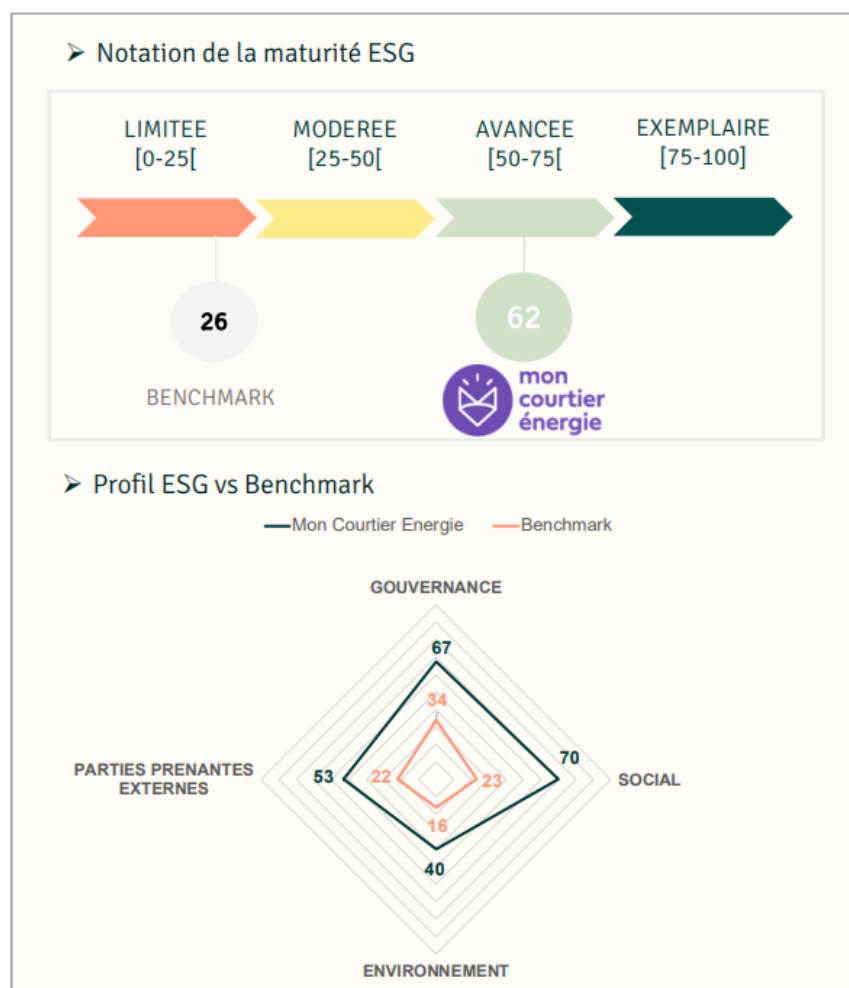 ➢ Notation de la maturité ESG
LIMITEE MODEREE AVANCEE EXEMPLAIRE
[0-25[ [25-50[ [50-75[ [75-100]
26 62
BENCHMARK
mon
courtier
énergie
➢ Profil ESG vs Benchmark
Mon Courtier Energie Benchmark
GOUVERNANCE
67
34
PARTIES PRENANTES
EXTERNES
53 22 23 70 SOCIAL
16
40
ENVIRONNEMENT